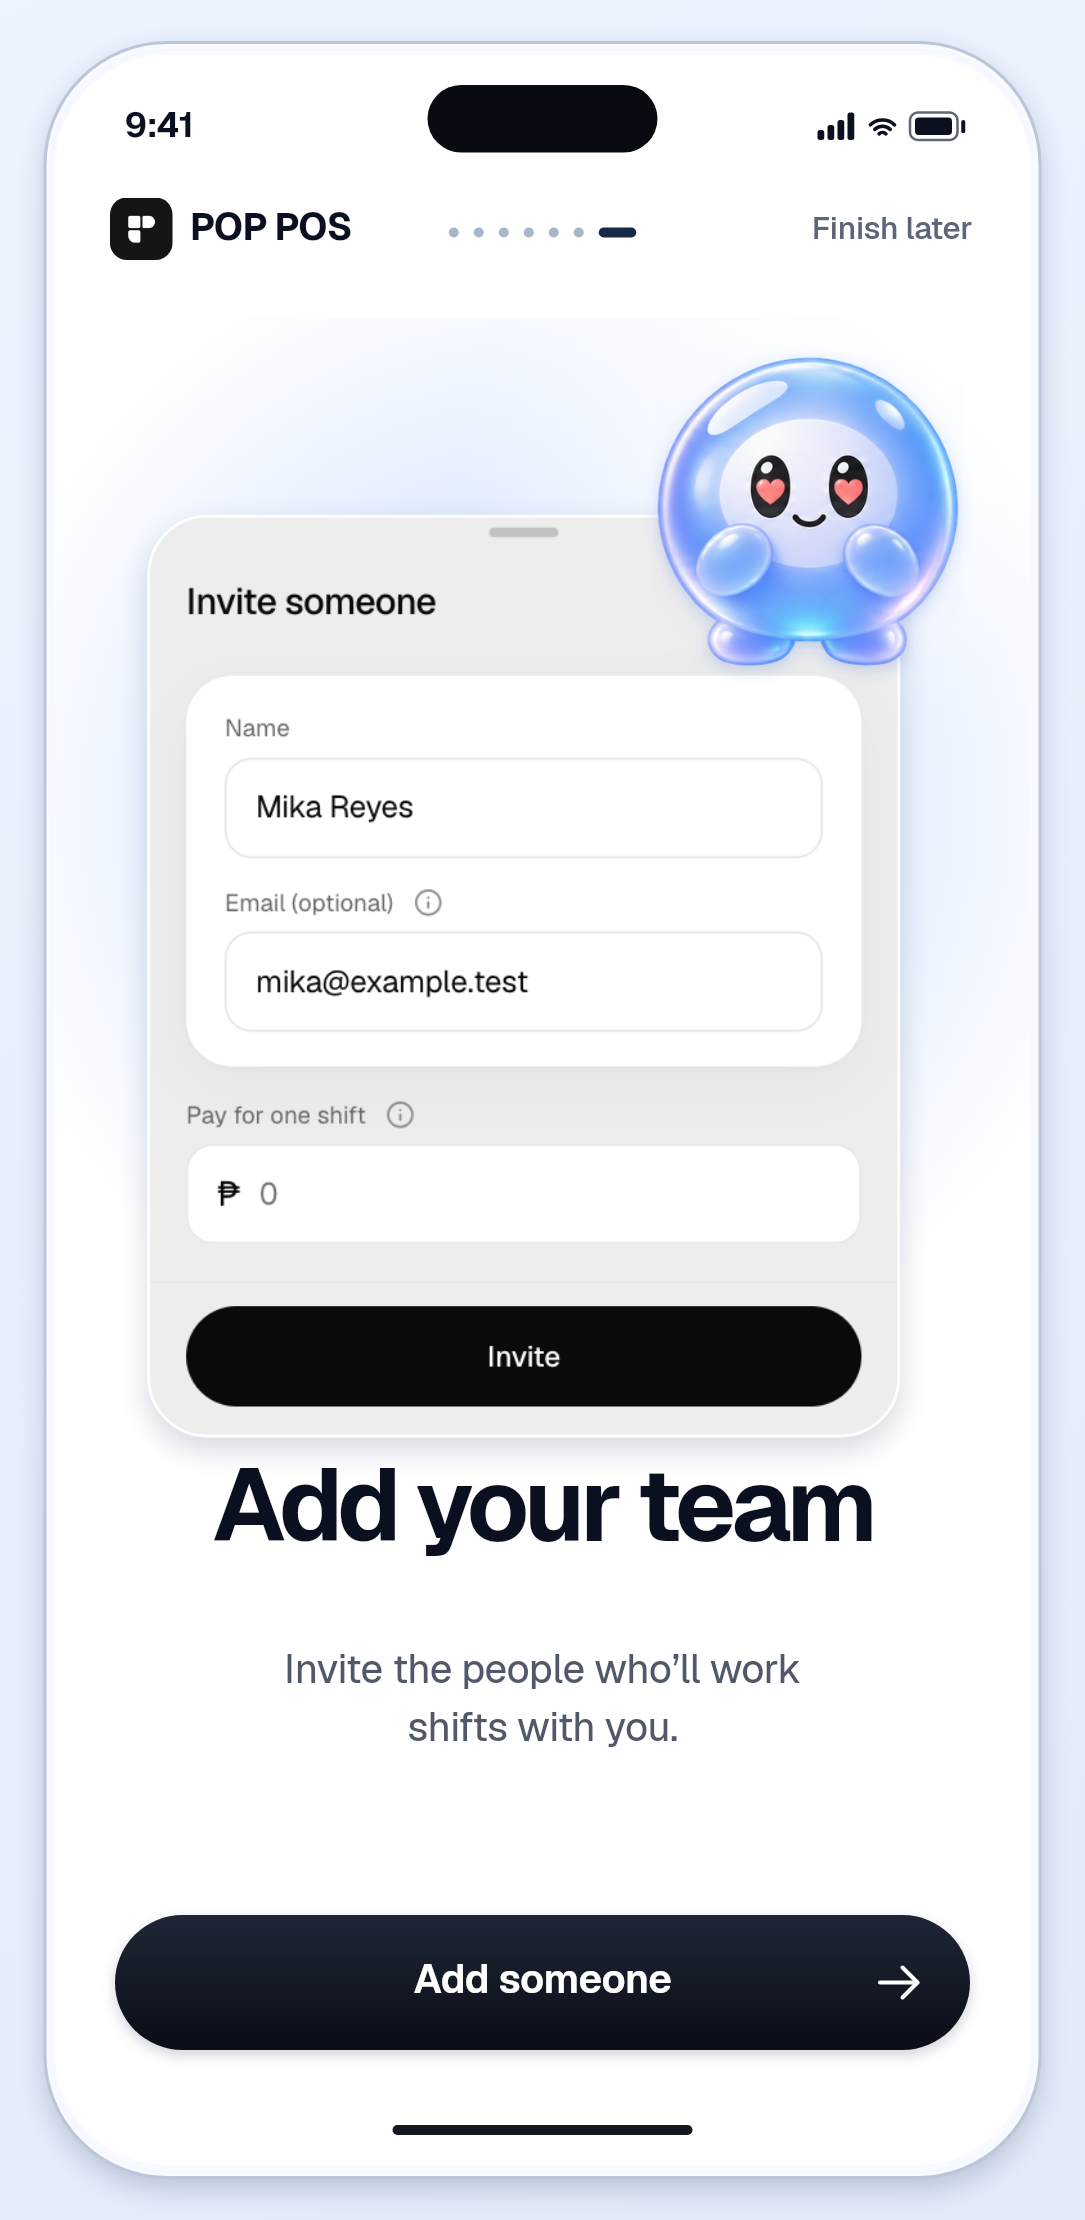 9:41
POP POS
Finish later
Invite someone
Name
Mika Reyes
Email (optional)
mika@example.test
Pay for one shift
₱ 0
Invite
Add your team
Invite the people who’ll work
shifts with you.
Add someone